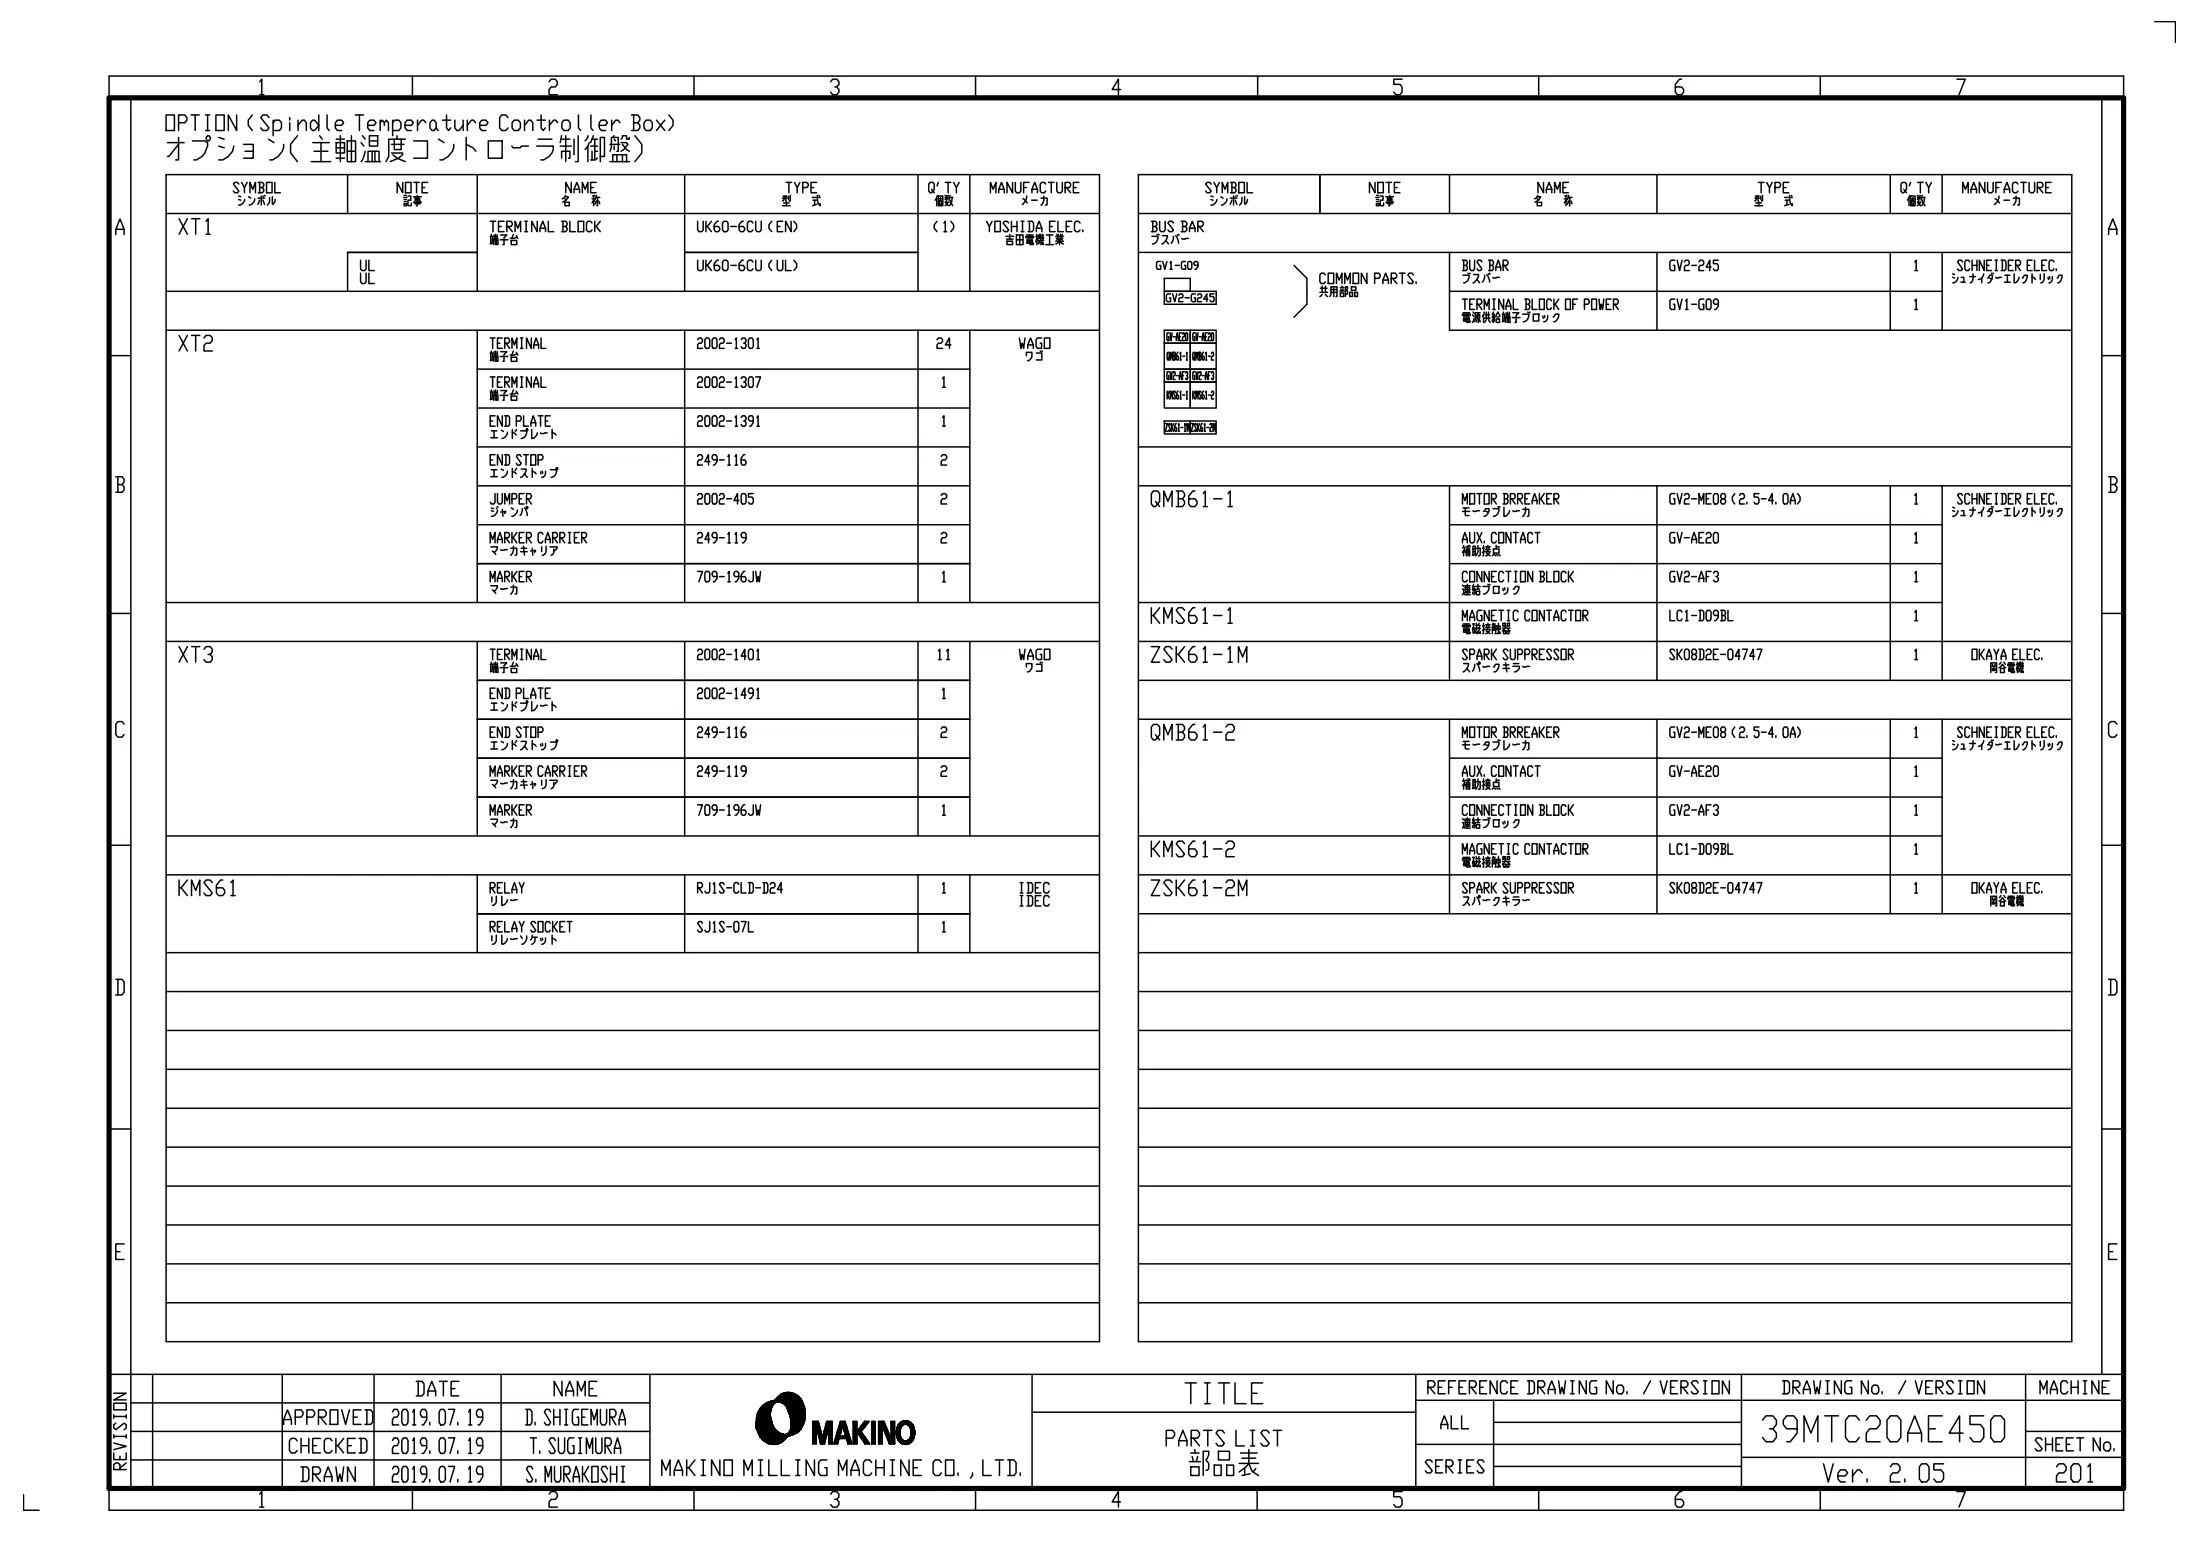 1 2 3 4 5 6 7
OPTION(Spindle Temperature Controller Box)
オプション(主軸温度コントローラ制御盤)
SYMBOL NOTE NAME TYPE Q'TY MANUFACTURE
シンボル 記事 名 称 型 式 個数 メーカ
XT1 TERMINAL BLOCK UK60-6CU(EN) (1) YOSHIDA ELEC.
端子台 吉田電機工業
UL UK60-6CU(UL)
UL
XT2 TERMINAL 2002-1301 24 WAGO
端子台 ワゴ
TERMINAL 2002-1307 1
端子台
END PLATE 2002-1391 1
エンドプレート
END STOP 249-116 2
エンドストップ
JUMPER 2002-405 2
ジャンパ
MARKER CARRIER 249-119 2
マーカキャリア
MARKER 709-196JW 1
マーカ
XT3 TERMINAL 2002-1401 11 WAGO
端子台 ワゴ
END PLATE 2002-1491 1
エンドプレート
END STOP 249-116 2
エンドストップ
MARKER CARRIER 249-119 2
マーカキャリア
MARKER 709-196JW 1
マーカ
KMS61 RELAY RJ1S-CLD-D24 1 IDEC
リレー IDEC
RELAY SOCKET SJ1S-07L 1
リレーソケット
SYMBOL NOTE NAME TYPE Q'TY MANUFACTURE
シンボル 記事 名 称 型 式 個数 メーカ
BUS BAR
ブスバー
GV1-G09 COMMON PARTS. BUS BAR GV2-245 1 SCHNEIDER ELEC.
共用部品 ブスバー シュナイダーエレクトリック
GV2-G245 TERMINAL BLOCK OF POWER GV1-G09 1
電源供給端子ブロック
GV-AE20 GV-AE20
QMB61-1 QMB61-2
GV2-AF3 GV2-AF3
KMS61-1 KMS61-2
ZSK61-1M ZSK61-2M
QMB61-1 MOTOR BRREAKER GV2-ME08(2.5-4.0A) 1 SCHNEIDER ELEC.
モータブレーカ シュナイダーエレクトリック
AUX. CONTACT GV-AE20 1
補助接点
CONNECTION BLOCK GV2-AF3 1
連結ブロック
KMS61-1 MAGNETIC CONTACTOR LC1-D09BL 1
電磁接触器
ZSK61-1M SPARK SUPPRESSOR SK08D2E-04747 1 OKAYA ELEC.
スパークキラー 岡谷電機
QMB61-2 MOTOR BRREAKER GV2-ME08(2.5-4.0A) 1 SCHNEIDER ELEC.
モータブレーカ シュナイダーエレクトリック
AUX. CONTACT GV-AE20 1
補助接点
CONNECTION BLOCK GV2-AF3 1
連結ブロック
KMS61-2 MAGNETIC CONTACTOR LC1-D09BL 1
電磁接触器
ZSK61-2M SPARK SUPPRESSOR SK08D2E-04747 1 OKAYA ELEC.
スパークキラー 岡谷電機
A A
B B
C C
D D
E E
REVISION
DATE NAME
APPROVED 2019.07.19 D. SHIGEMURA
CHECKED 2019.07.19 T. SUGIMURA
DRAWN 2019.07.19 S. MURAKOSHI
MAKINO
MAKINO MILLING MACHINE CO., LTD.
TITLE
PARTS LIST
部品表
REFERENCE DRAWING No. / VERSION
ALL
SERIES
DRAWING No. / VERSION
39MTC20AE450
Ver. 2.05
MACHINE
SHEET No.
201
1 2 3 4 5 6 7